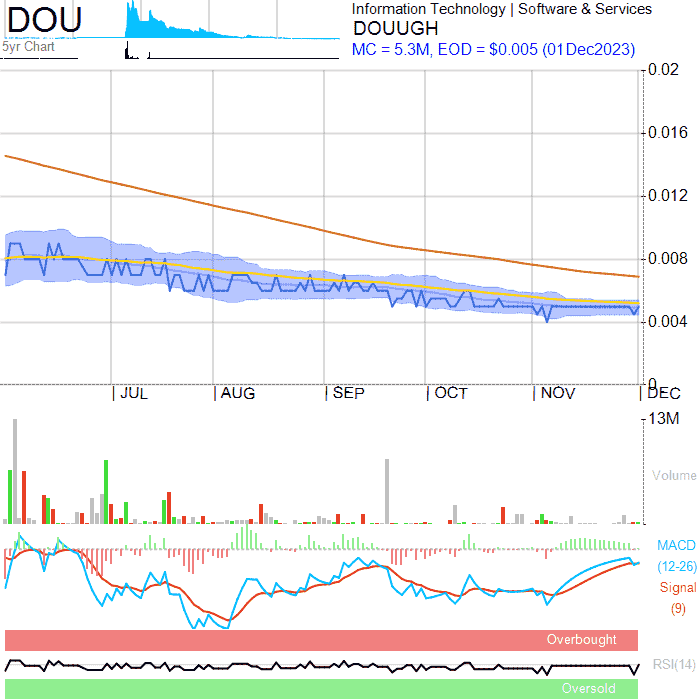 DOU
Information Technology | Software & Services
DOUUGH
MC = 5.3M, EOD = $0.005 (01Dec2023)
5yr Chart
0.02
0.016
0.012
0.008
0.004
0
JUL
AUG
SEP
OCT
NOV
DEC
13M
Volume
MACD
(12-26)
Signal
(9)
Overbought
RSI(14)
Oversold